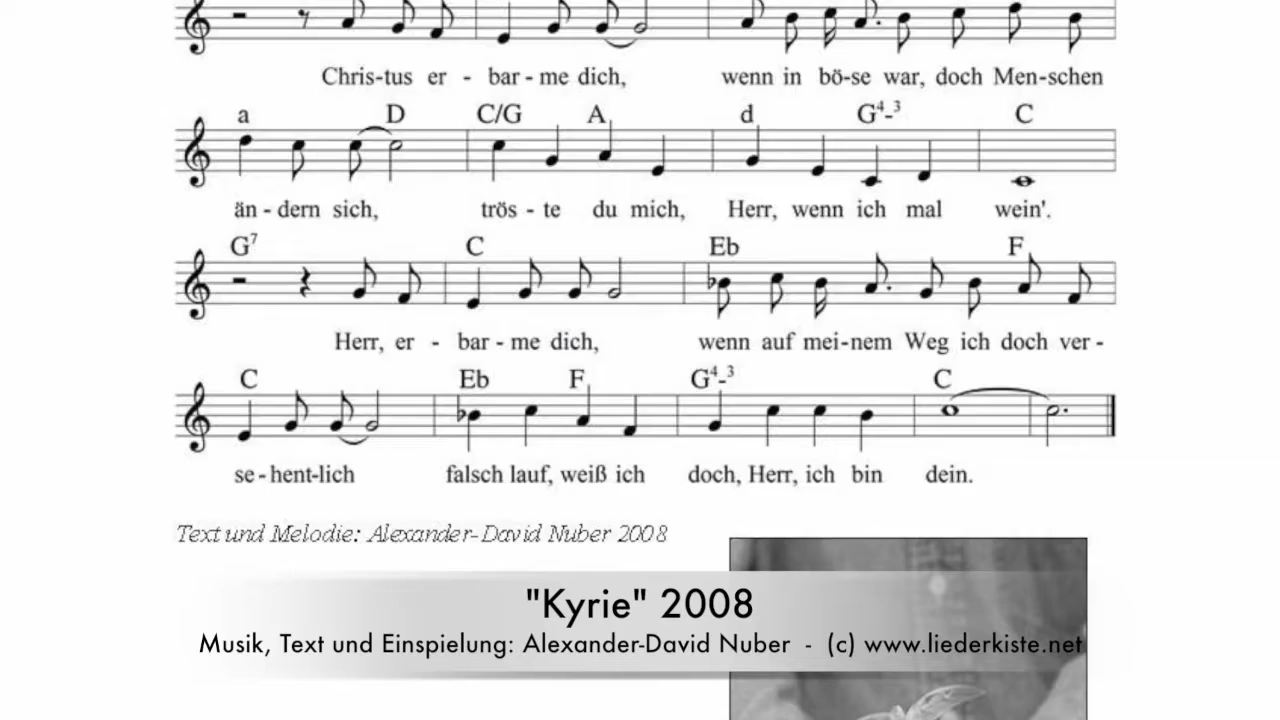 Chris-tus er - bar - me dich, wenn in bö-se war, doch Men-schen
a D C/G A d G4-3 C
än - dern sich, trös - te du mich, Herr, wenn ich mal wein'.
G7 C Eb F
Herr, er - bar - me dich, wenn auf mei-nem Weg ich doch ver -
C Eb F G4-3 C
se - hent-lich falsch lauf, weiß ich doch, Herr, ich bin dein.
Text und Melodie: Alexander-David Nuber 2008
"Kyrie" 2008
Musik, Text und Einspielung: Alexander-David Nuber - (c) www.liederkiste.net